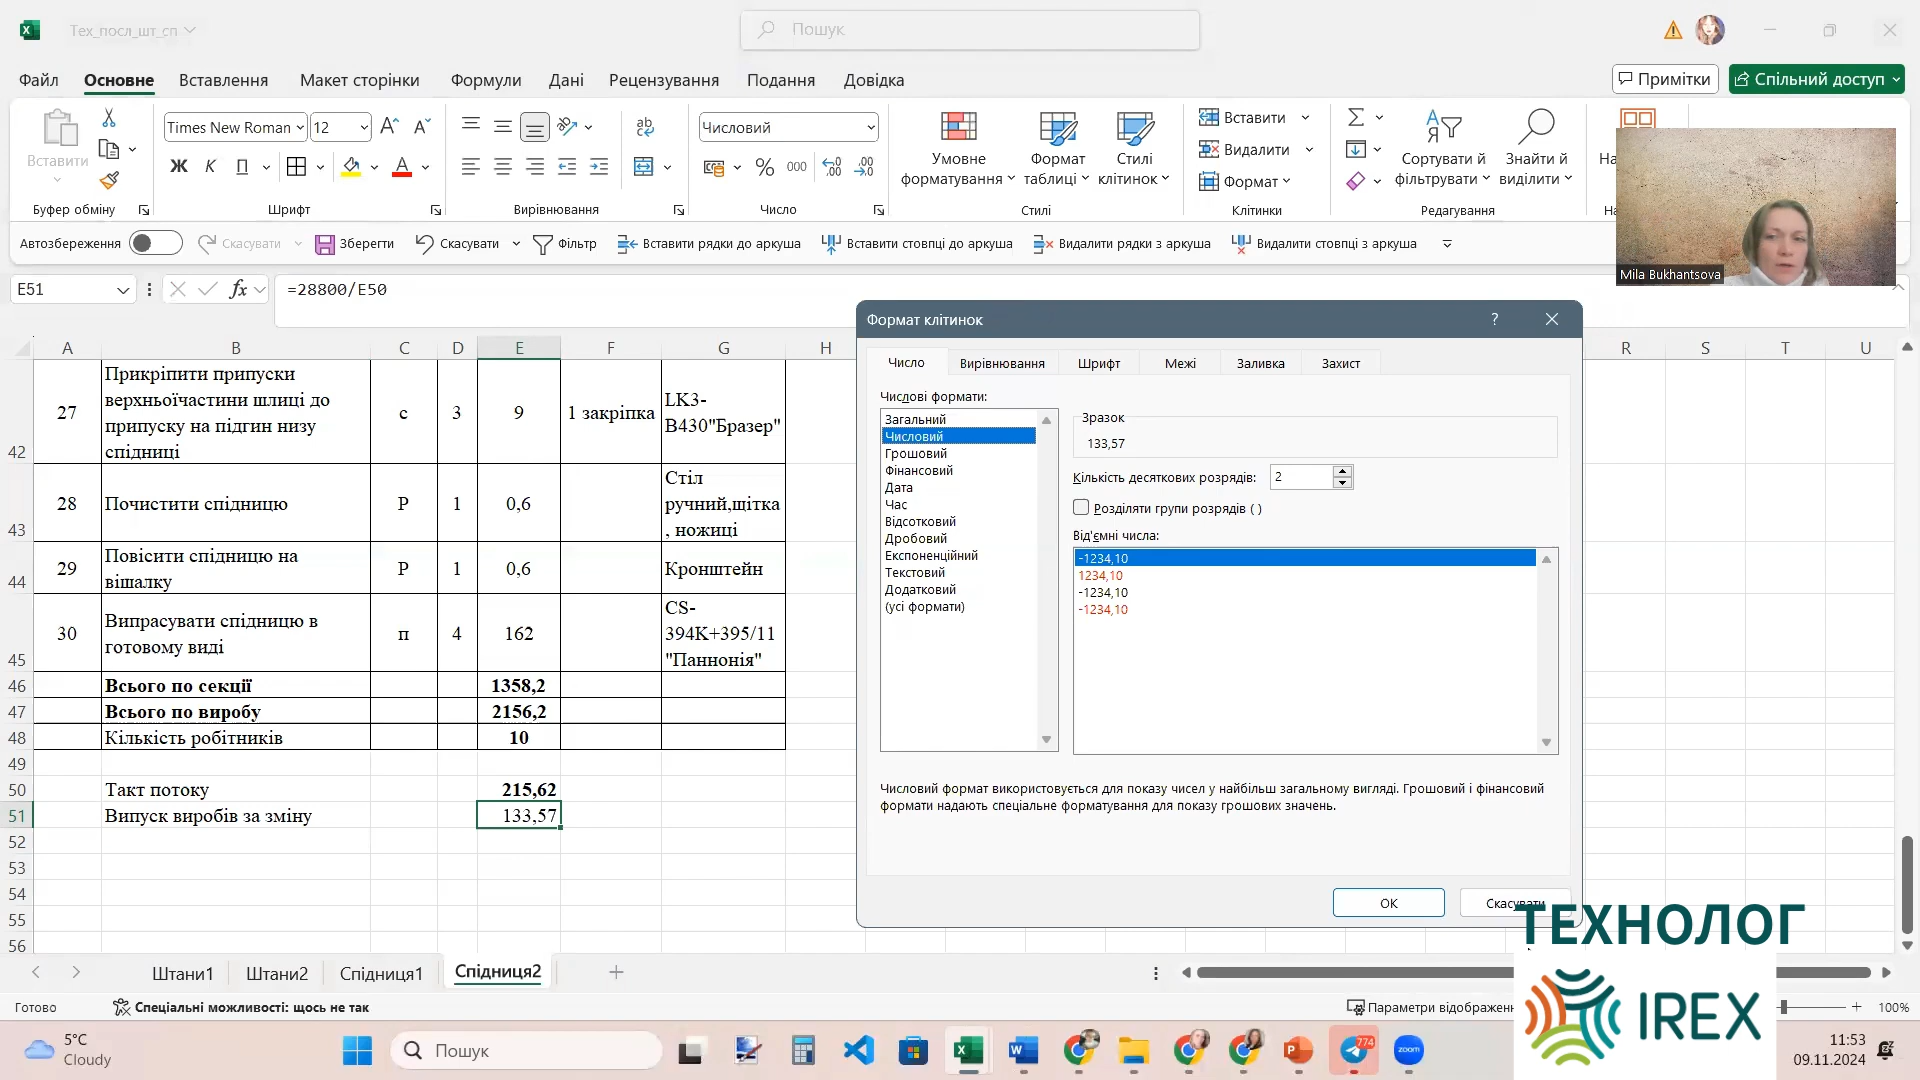 Тех_посл_шт_сп
Пошук
Файл Основне Вставлення Макет сторінки Формули Дані Рецензування Подання Довідка
Примітки Спільний доступ
Вставити
Times New Roman 12
Ж К П
Числовий
% 000
Умовне форматування
Формат таблиці
Стилі клітинок
Вставити
Видалити
Формат
Сортувати й фільтрувати
Знайти й виділити
Буфер обміну Шрифт Вирівнювання Число Стилі Клітинки Редагування
Автозбереження Скасувати Зберегти Скасувати Фільтр Вставити рядки до аркуша Вставити стовпці до аркуша Видалити рядки з аркуша Видалити стовпці з аркуша
Mila Bukhantsova
E51 fx =28800/E50
A B C D E F G H R S T U
42 27 Прикріпити припуски верхньоїчастини шлиці до припуску на підгин низу спідниці с 3 9 1 закріпка LK3-B430"Бразер"
43 28 Почистити спідницю Р 1 0,6 Стіл ручний,щітка, ножиці
44 29 Повісити спідницю на вішалку Р 1 0,6 Кронштейн
45 30 Випрасувати спідницю в готовому виді п 4 162 CS-394K+395/11 "Паннонія"
46 Всього по секції 1358,2
47 Всього по виробу 2156,2
48 Кількість робітників 10
49
50 Такт потоку 215,62
51 Випуск виробів за зміну 133,57
52
53
54
55
56
Формат клітинок ?
Число Вирівнювання Шрифт Межі Заливка Захист
Числові формати:
Загальний
Числовий
Грошовий
Фінансовий
Дата
Час
Відсотковий
Дробовий
Експоненційний
Текстовий
Додатковий
(усі формати)
Зразок
133,57
Кількість десяткових розрядів: 2
Розділяти групи розрядів ( )
Від'ємні числа:
-1234,10
1234,10
-1234,10
-1234,10
Числовий формат використовується для показу чисел у найбільш загальному вигляді. Грошовий і фінансовий
формати надають спеціальне форматування для показу грошових значень.
ОК Скасувати
ТЕХНОЛОГ
IREX
Штани1 Штани2 Спідниця1 Спідниця2
Готово Спеціальні можливості: щось не так Параметри відображення 100%
5°C
Cloudy
Пошук
774
zoom
11:53
09.11.2024